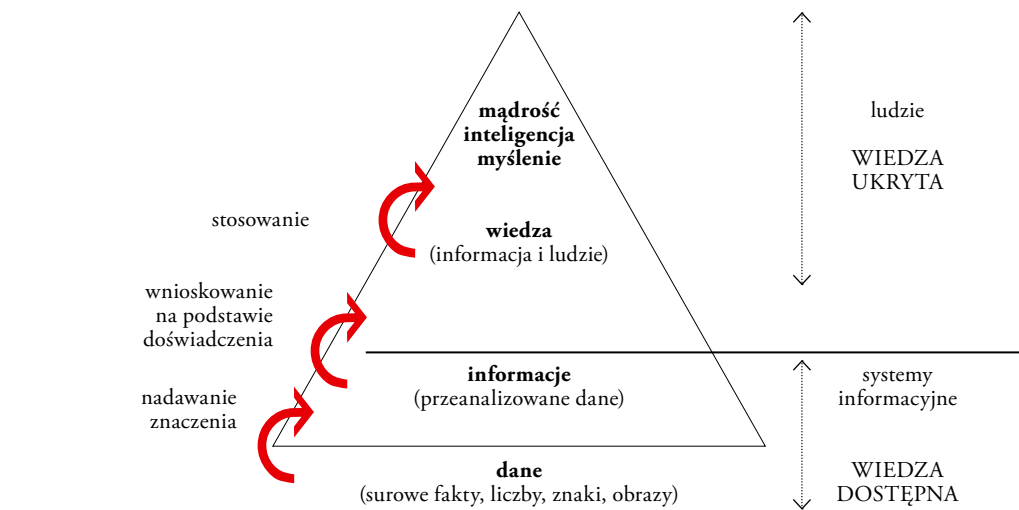 mądrość
inteligencja
myślenie
ludzie
WIEDZA
UKRYTA
stosowanie
wiedza
(informacja i ludzie)
wnioskowanie
na podstawie
doświadczenia
informacje
(przeanalizowane dane)
systemy
informacyjne
nadawanie
znaczenia
dane
(surowe fakty, liczby, znaki, obrazy)
WIEDZA
DOSTĘPNA